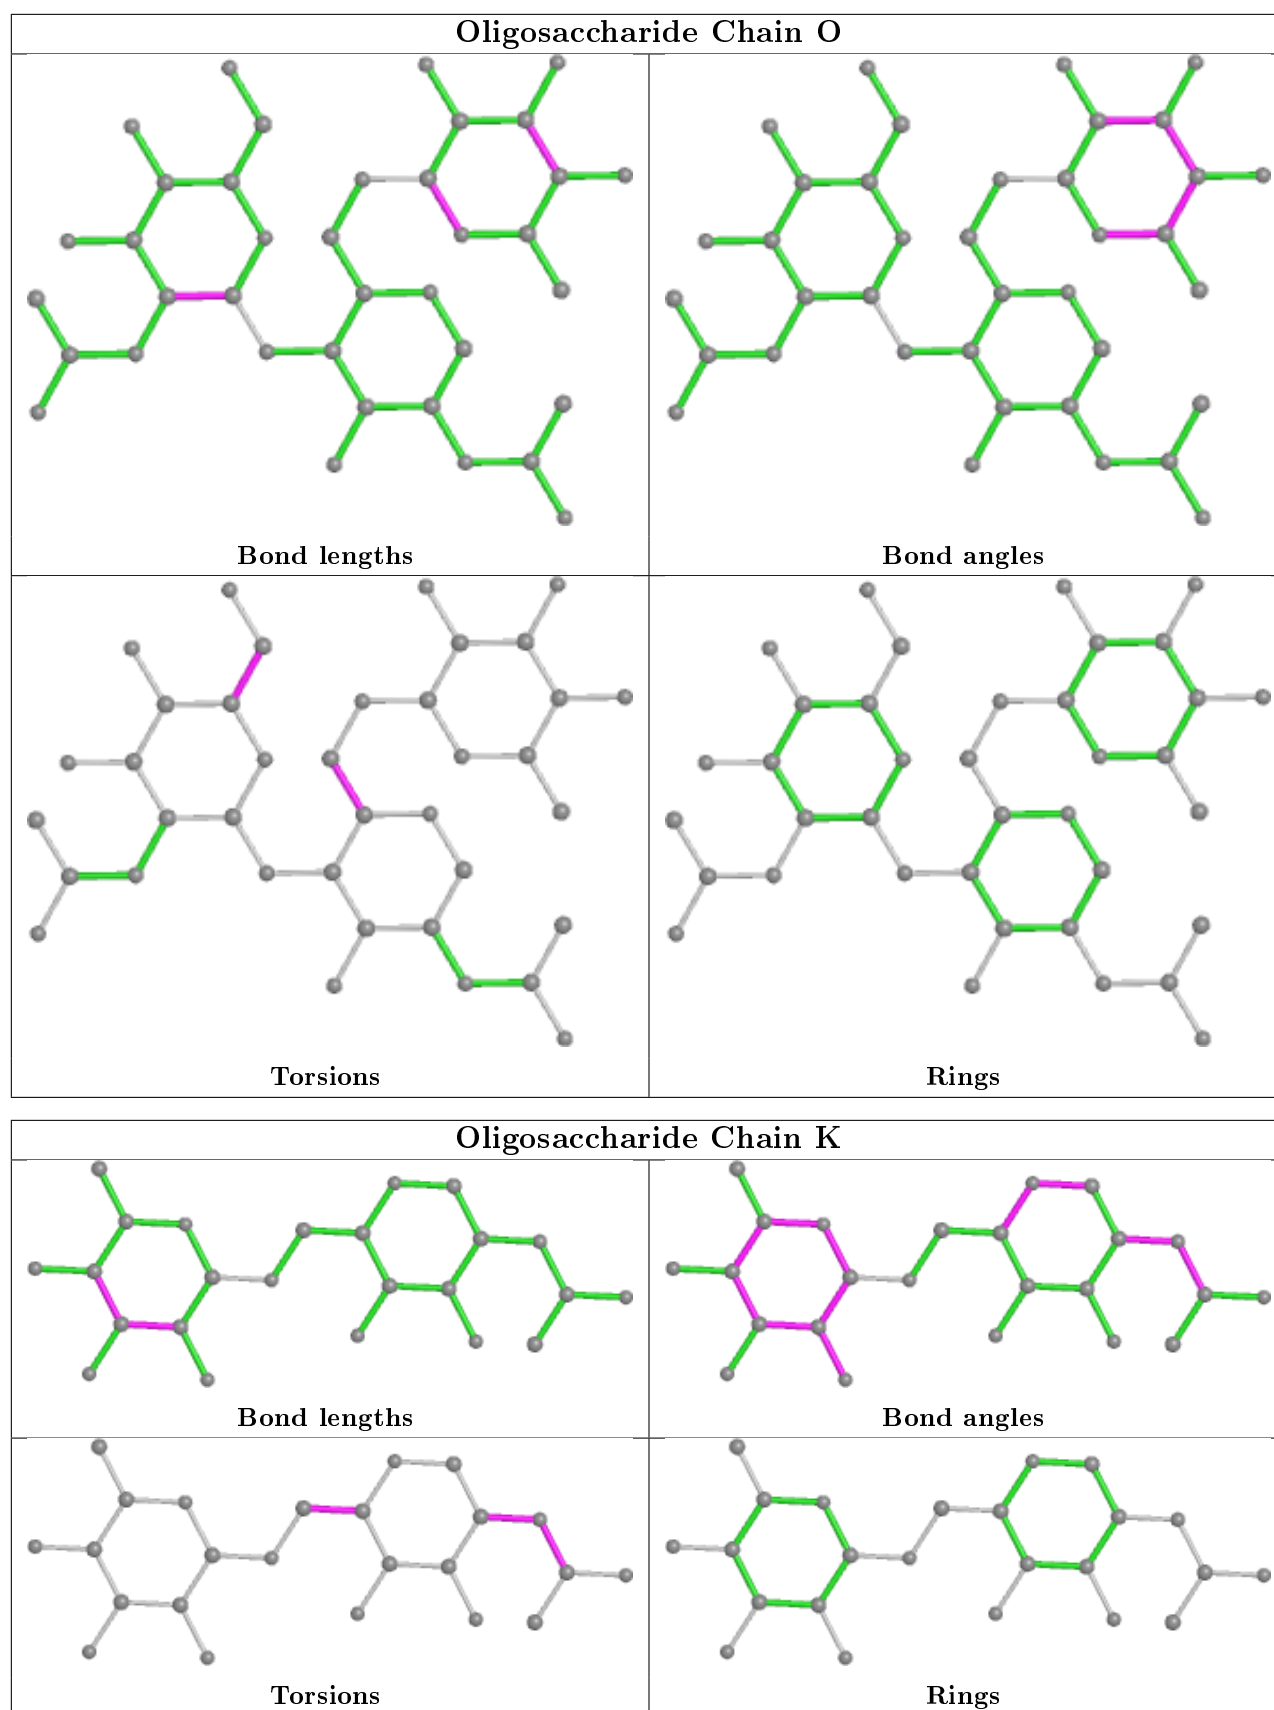 Oligosaccharide Chain O
Bond lengths
Bond angles
Torsions
Rings
Oligosaccharide Chain K
Bond lengths
Bond angles
Torsions
Rings